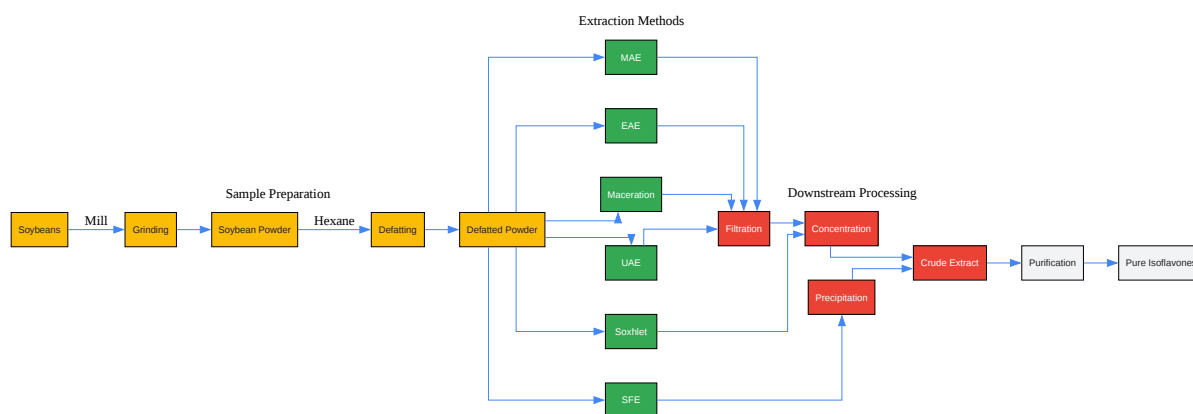 Extraction Methods
MAE
EAE
Maceration
UAE
Soxhlet
SFE
Sample Preparation
Soybeans
Mill
Grinding
Soybean Powder
Hexane
Defatting
Defatted Powder
Downstream Processing
Filtration
Concentration
Precipitation
Crude Extract
Purification
Pure Isoflavones